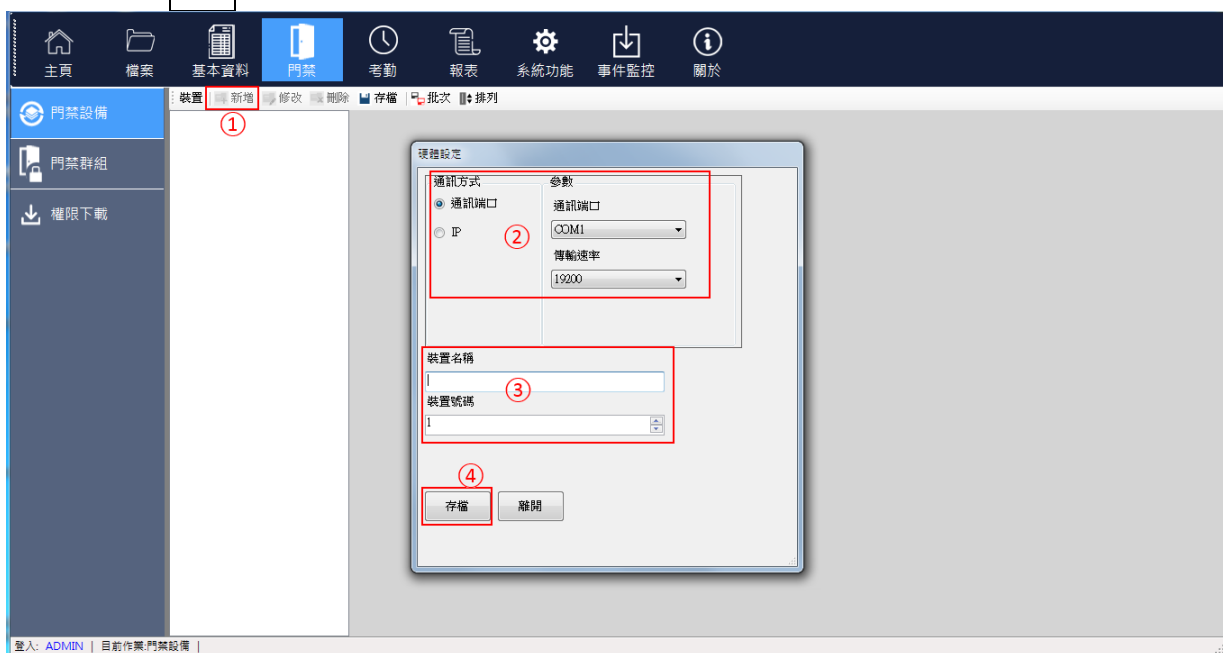 主頁 檔案 基本資料 門禁 考勤 報表 系統功能 事件監控 關於
裝置 新增 修改 刪除 存檔 批次 排列
門禁設備
門禁群組
權限下載
①
硬體設定
通訊方式 參數
通訊端口 通訊端口
IP ② COM1
傳輸速率
19200
裝置名稱
③
裝置號碼
1
④
存檔 離開
登入: ADMIN | 目前作業:門禁設備 |